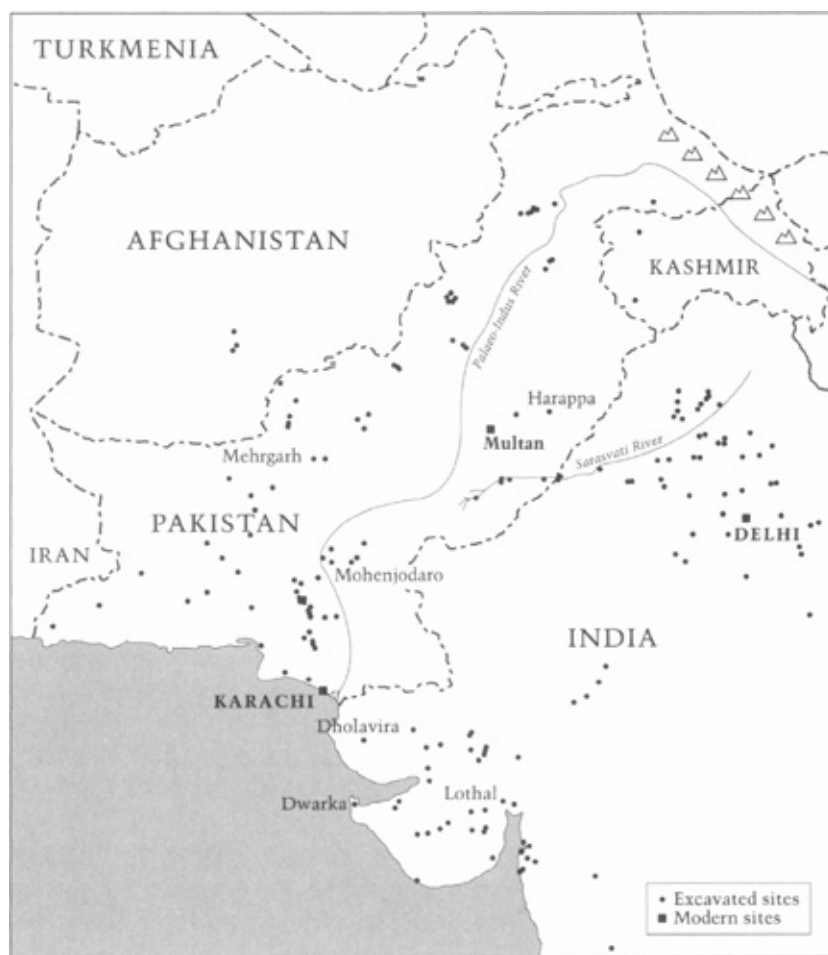 TURKMENIA
AFGHANISTAN
KASHMIR
Palaeo-Indus River
Harappa
Multan
Sarasvati River
Mehrgarh
PAKISTAN
DELHI
IRAN
Mohenjodaro
INDIA
KARACHI
Dholavira
Dwarka
Lothal
Excavated sites
Modern sites